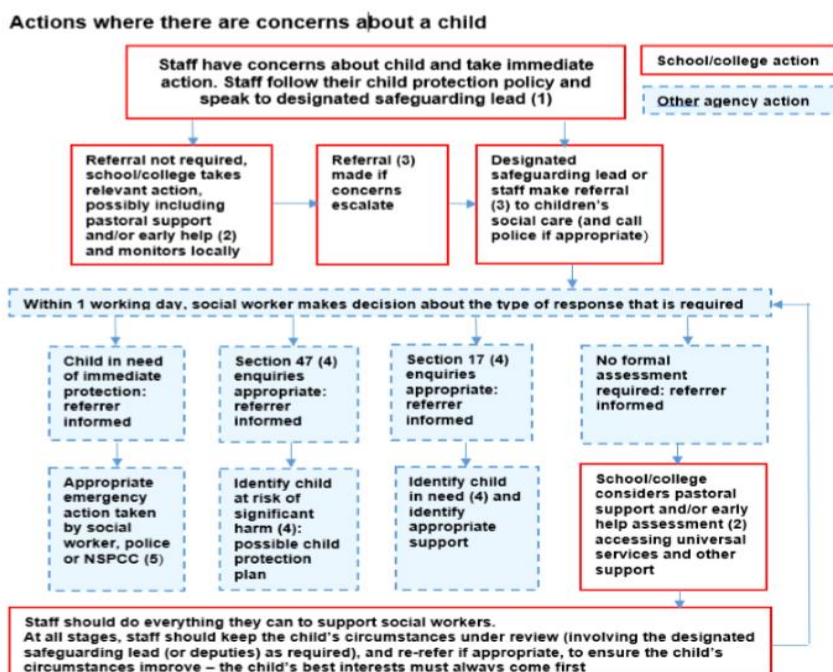 Actions where there are concerns about a child
Staff have concerns about child and take immediate
action. Staff follow their child protection policy and
speak to designated safeguarding lead (1)
School/college action
Other agency action
Referral not required,
school/college takes
relevant action,
possibly including
pastoral support
and/or early help (2)
and monitors locally
Referral (3)
made if
concerns
escalate
Designated
safeguarding lead or
staff make referral
(3) to children's
social care (and call
police if appropriate)
Within 1 working day, social worker makes decision about the type of response that is required
Child in need
of immediate
protection:
referrer
informed
Section 47 (4)
enquiries
appropriate:
referrer
informed
Section 17 (4)
enquiries
appropriate:
referrer
informed
No formal
assessment
required: referrer
informed
Appropriate
emergency
action taken
by social
worker, police
or NSPCC (5)
Identify child
at risk of
significant
harm (4):
possible child
protection
plan
Identify child
in need (4) and
identify
appropriate
support
School/college
considers pastoral
support and/or early
help assessment (2)
accessing universal
services and other
support
Staff should do everything they can to support social workers.
At all stages, staff should keep the child's circumstances under review (involving the designated
safeguarding lead (or deputies) as required), and re-refer if appropriate, to ensure the child's
circumstances improve – the child's best interests must always come first